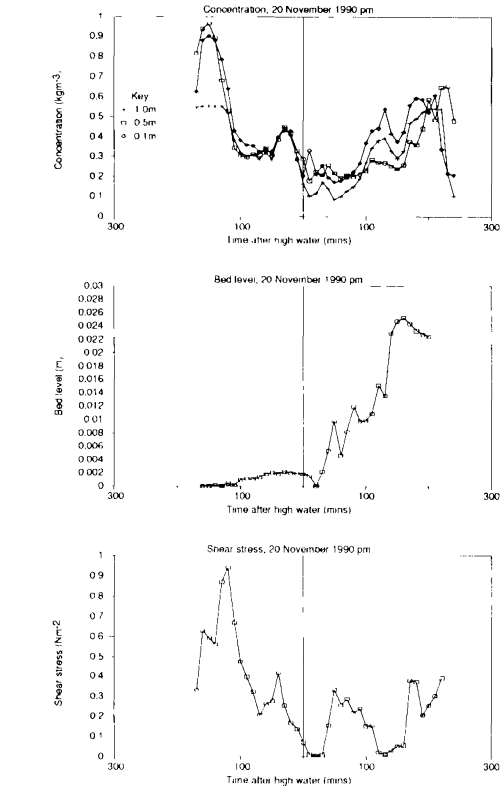 Concentration, 20 November 1990 pm
Concentration (kgm^-3,
1
0.9
0.8
0.7
0.6
0.5
0.4
0.3
0.2
0.1
0
Key
1.0m
0.5m
0.1m
300 100 100 300
Time after high water (mins)
Bed level, 20 November 1990 pm
Bed level (m,
0.03
0.028
0.026
0 024
0 022
0 02
0.018
0.016
0.014
0 012
0 01
0 008
0 006
0 004
0 002
0
300 100 100 300
Time after high water (mins)
Shear stress, 20 November 1990 pm
Shear stress (Nm^-2
1
0 9
0 8
0 7
0 6
0 5
0 4
0 3
0 2
0 1
0
300 100 100 300
Time after high water (mins)